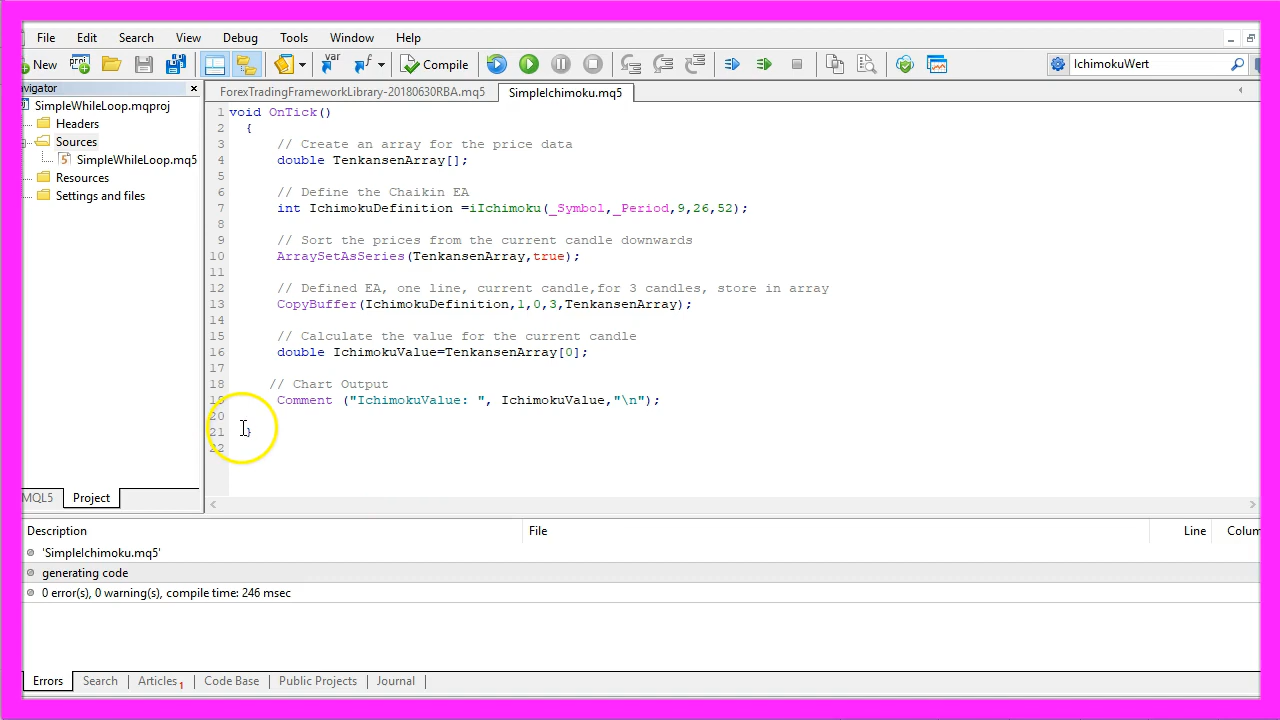 File Edit Search View Debug Tools Window Help
New Compile IchimokuWert
avigator
ForexTradingFrameworkLibrary-20180630RBA.mq5 SimpleIchimoku.mq5
SimpleWhileLoop.mqproj
Headers
Sources
SimpleWhileLoop.mq5
Resources
Settings and files
MQL5 Project
1 void OnTick()
2 {
3 // Create an array for the price data
4 double TenkansenArray[];
5
6 // Define the Chaikin EA
7 int IchimokuDefinition =iIchimoku(_Symbol,_Period,9,26,52);
8
9 // Sort the prices from the current candle downwards
10 ArraySetAsSeries(TenkansenArray,true);
11
12 // Defined EA, one line, current candle,for 3 candles, store in array
13 CopyBuffer(IchimokuDefinition,1,0,3,TenkansenArray);
14
15 // Calculate the value for the current candle
16 double IchimokuValue=TenkansenArray[0];
17
18 // Chart Output
19 Comment ("IchimokuValue: ", IchimokuValue,"\n");
20
21 }
22
Description File Line Colum
'SimpleIchimoku.mq5'
generating code
0 error(s), 0 warning(s), compile time: 246 msec
Errors Search Articles 1 Code Base Public Projects Journal